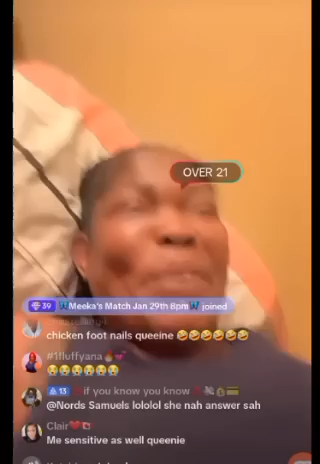 OVER 21
39 Meeka's Match Jan 29th 8pm joined
chicken foot nails queeine 🤣🤣🤣🤣🤣🤣
#1fluffyana🔥💕
😭😭😭😭😭😭
13 if you know you know
@Nords Samuels lololol she nah answer sah
Clair❤️🇨🇦
Me sensitive as well queenie